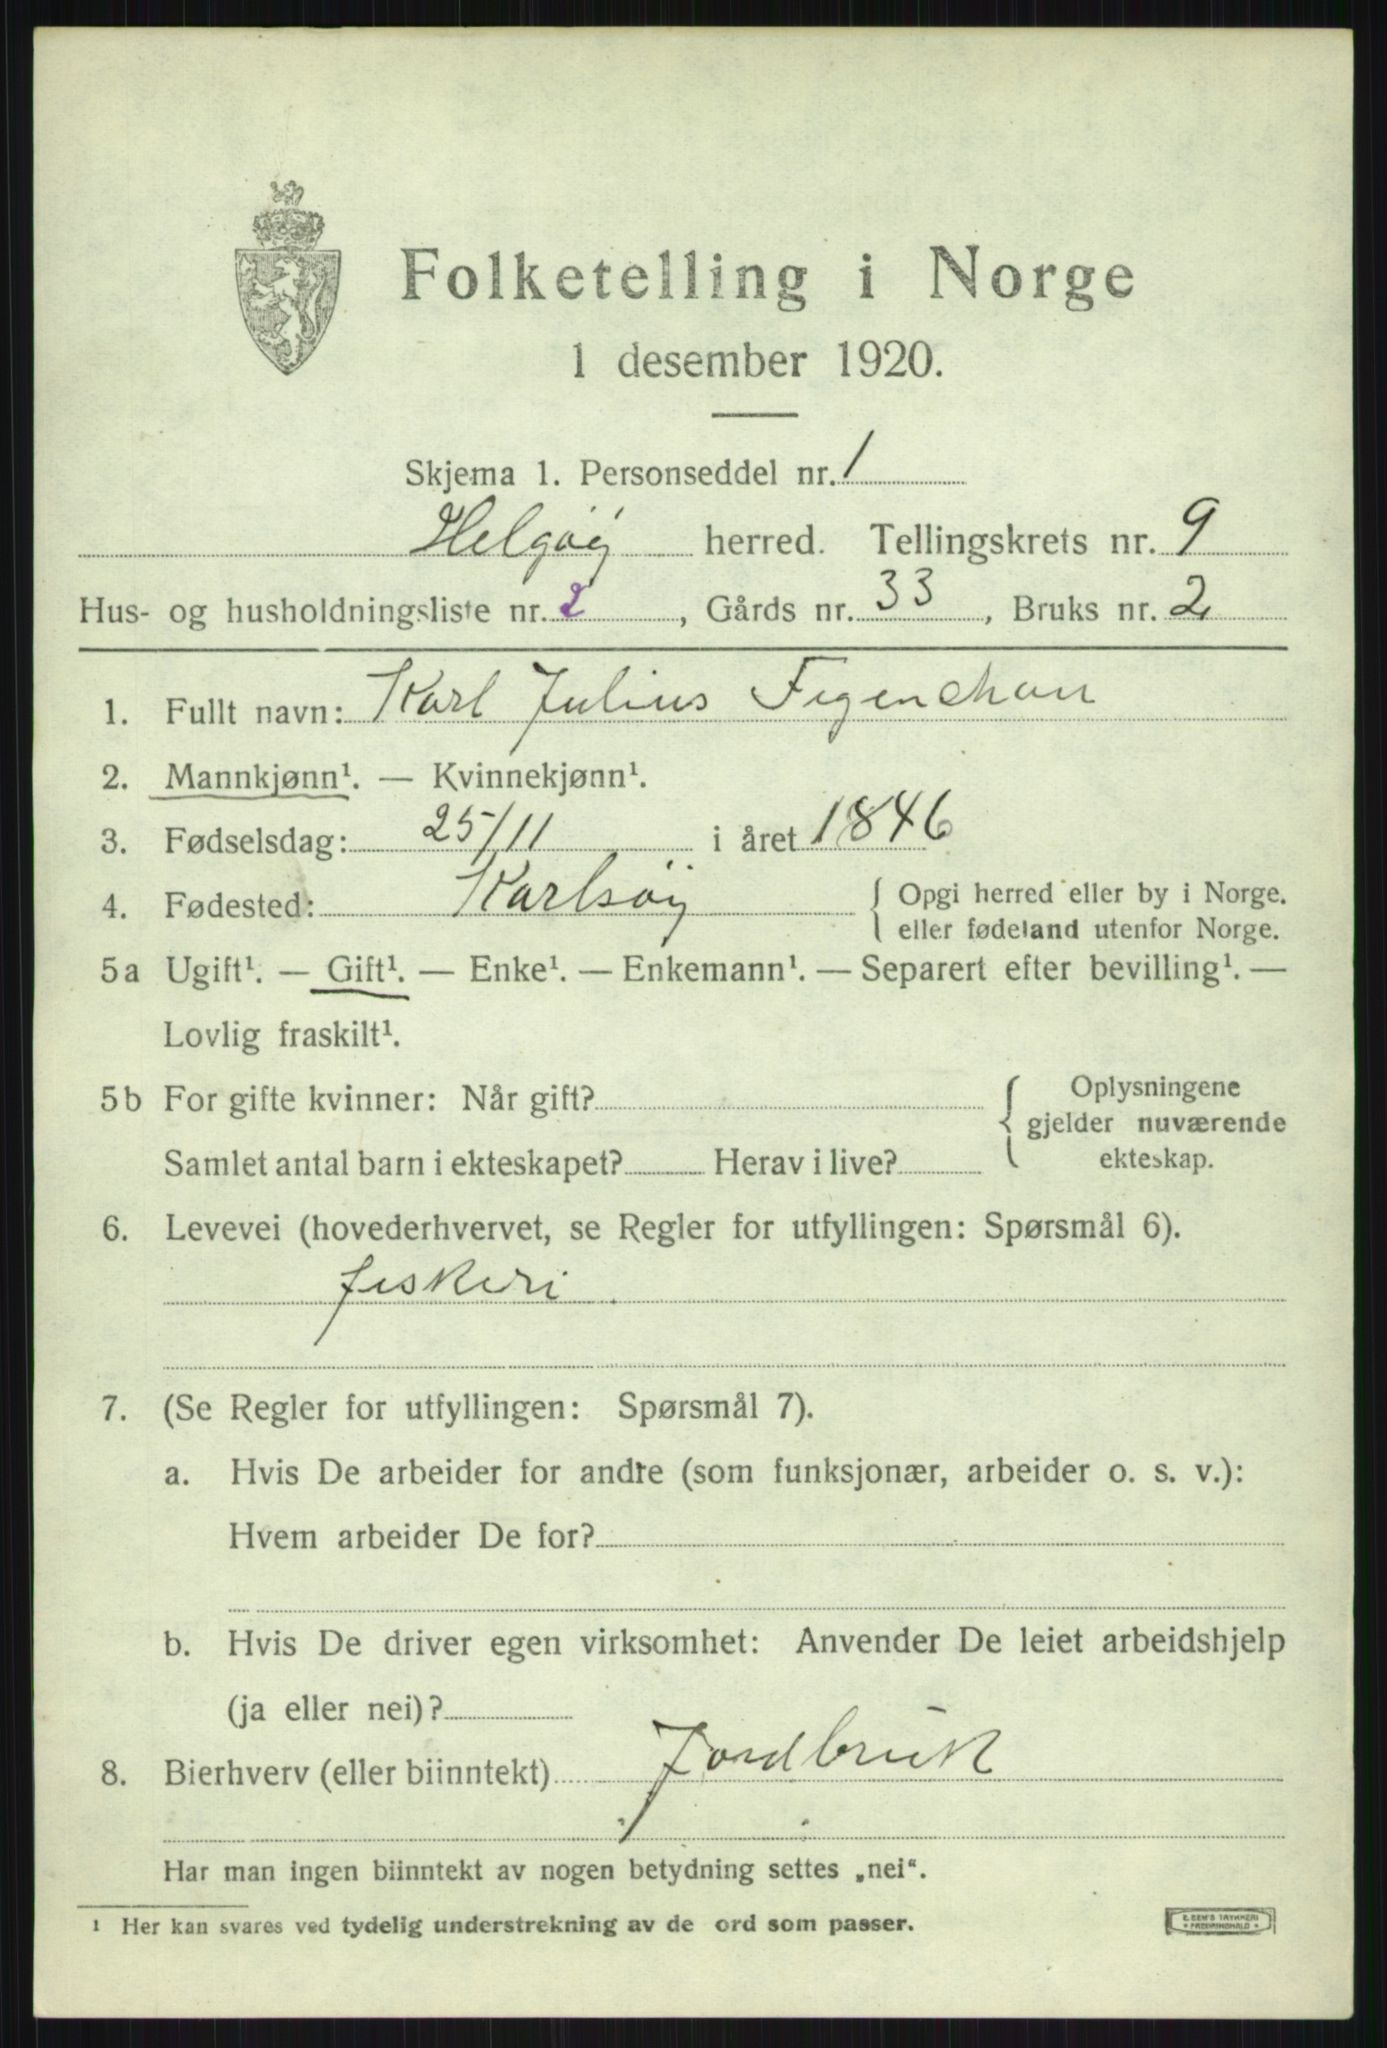 Folketelling i Norge
1 desember 1920.
Skjema 1. Personseddel nr. 1
Helgøy herred. Tellingskrets nr. 9
Hus- og husholdningsliste nr. 2, Gårds nr. 33, Bruks nr. 2
1. Fullt navn: Karl Julius Figenchau
2. Mannkjønn¹. — Kvinnekjønn¹.
3. Fødselsdag: 25/11 i året 1846
4. Fødested: Karlsøy { Opgi herred eller by i Norge.
eller fødeland utenfor Norge.
5a Ugift¹. — Gift¹. — Enke¹. — Enkemann¹. — Separert efter bevilling¹. —
Lovlig fraskilt¹.
5b For gifte kvinner: Når gift? { Oplysningene
gjelder nuværende
Samlet antal barn i ekteskapet? Herav i live? ekteskap.
6. Levevei (hovederhvervet, se Regler for utfyllingen: Spørsmål 6).
fiskeri
7. (Se Regler for utfyllingen: Spørsmål 7).
a. Hvis De arbeider for andre (som funksjonær, arbeider o. s. v.):
Hvem arbeider De for?
b. Hvis De driver egen virksomhet: Anvender De leiet arbeidshjelp
(ja eller nei)?
8. Bierhverv (eller biinntekt) Jordbruk
Har man ingen biinntekt av nogen betydning settes „nei“.
¹ Her kan svares ved tydelig understrekning av de ord som passer.
E. SEM'S TRYKKERI
FREDRIKSHALD